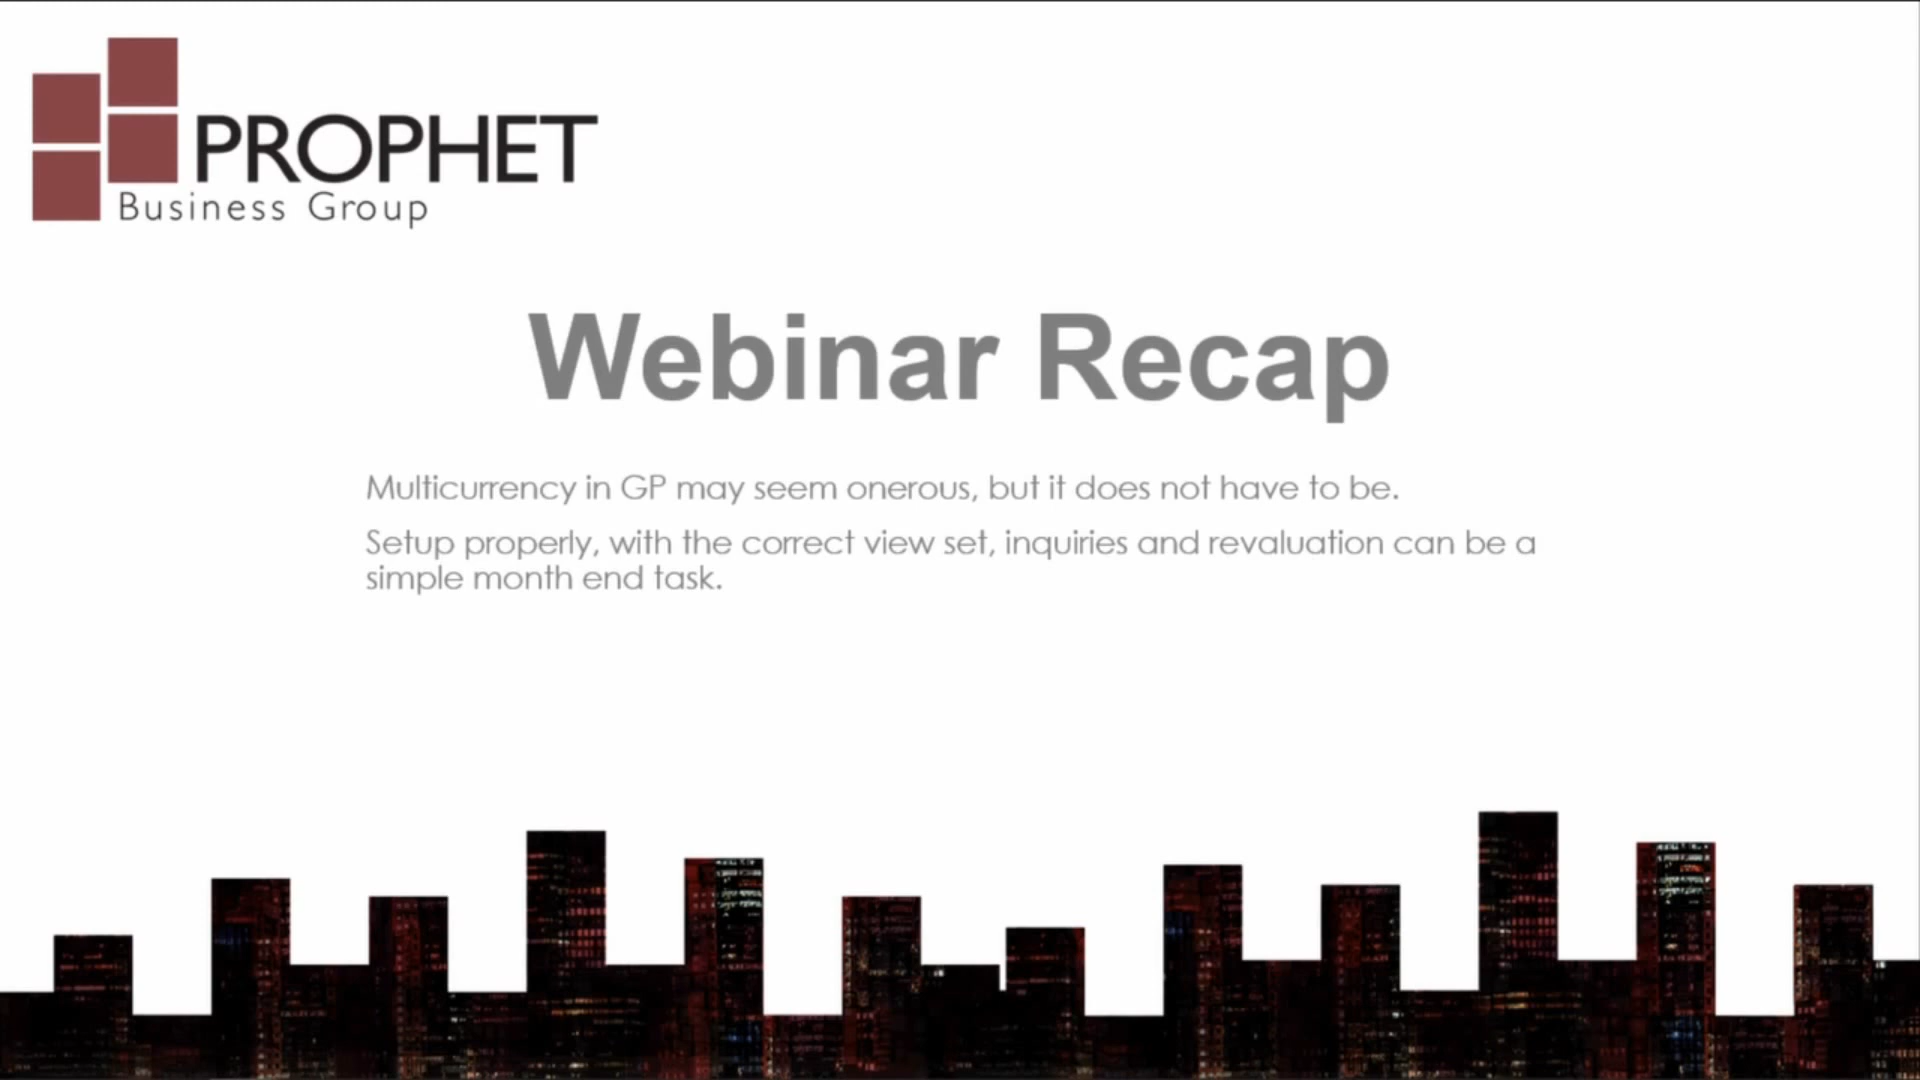 PROPHET
Business Group
Webinar Recap
Multicurrency in GP may seem onerous, but it does not have to be.
Setup properly, with the correct view set, inquiries and revaluation can be a
simple month end task.